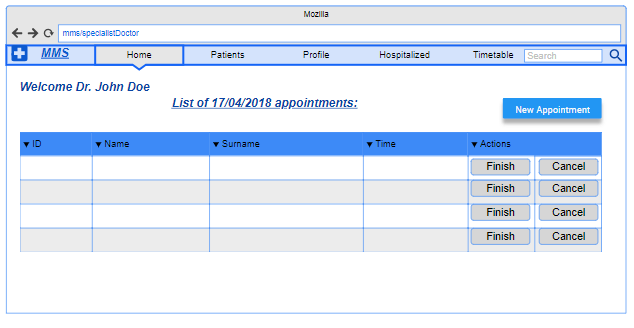 Mozilla
mms/specialistDoctor
MMS Home Patients Profile Hospitalized Timetable Search
Welcome Dr. John Doe
List of 17/04/2018 appointments:
New Appointment
ID Name Surname Time Actions
Finish Cancel
Finish Cancel
Finish Cancel
Finish Cancel